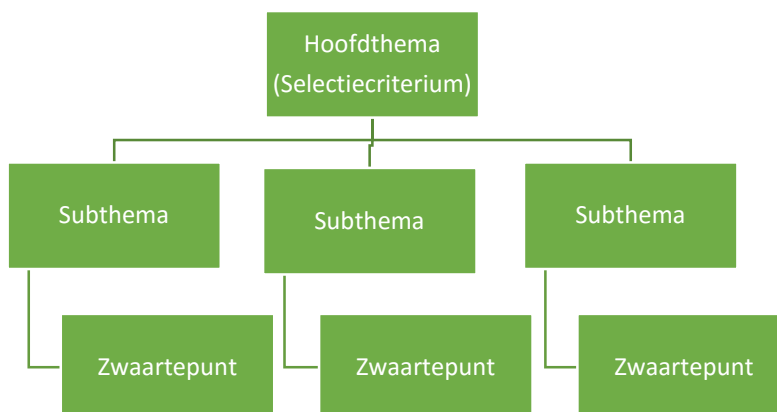 Hoofdthema
(Selectiecriterium)
Subthema
Subthema
Subthema
Zwaartepunt
Zwaartepunt
Zwaartepunt